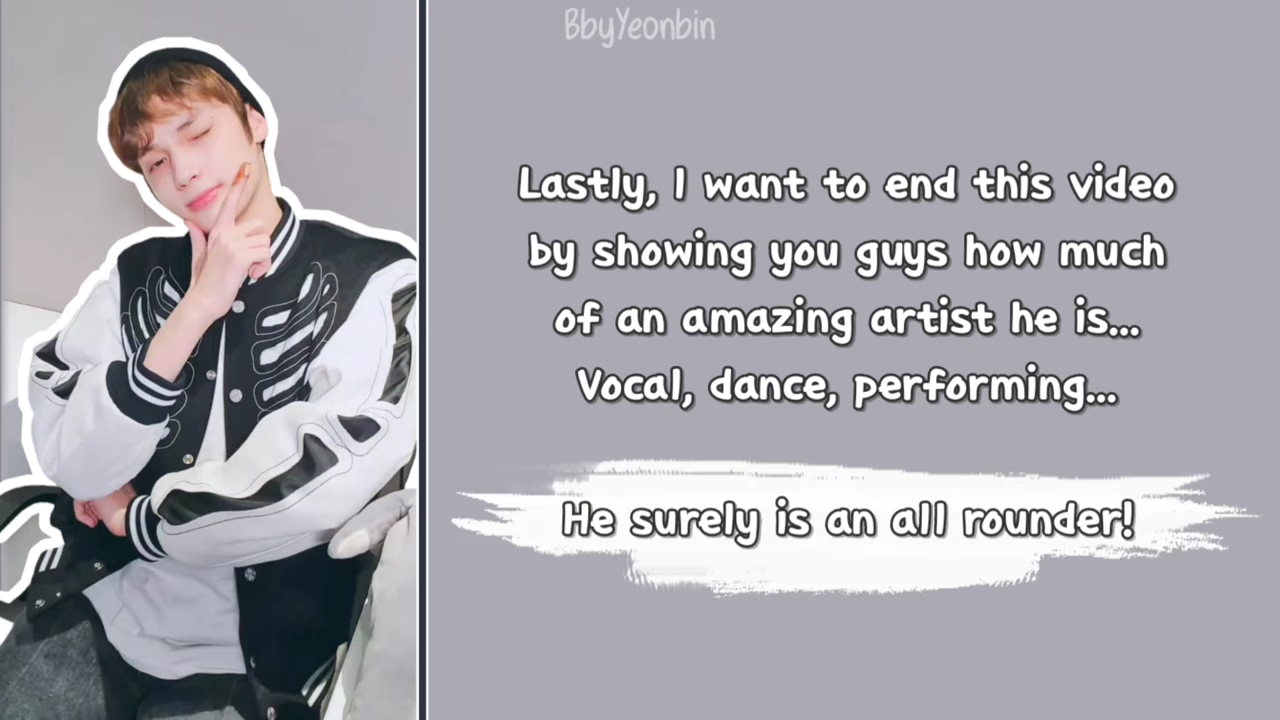 BbyYeonbin
Lastly, I want to end this video
by showing you guys how much
of an amazing artist he is...
Vocal, dance, performing...
He surely is an all rounder!